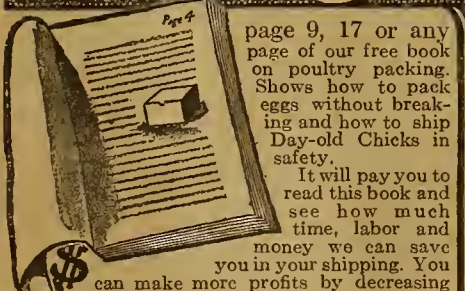 Page 4
page 9, 17 or any
page of our free book
on poultry packing.
Shows how to pack
eggs without break-
ing and how to ship
Day-old Chicks in
safety.
It will pay you to
read this book and
see how much
time, labor and
money we can save
you in your shipping. You
can make more profits by decreasing
$